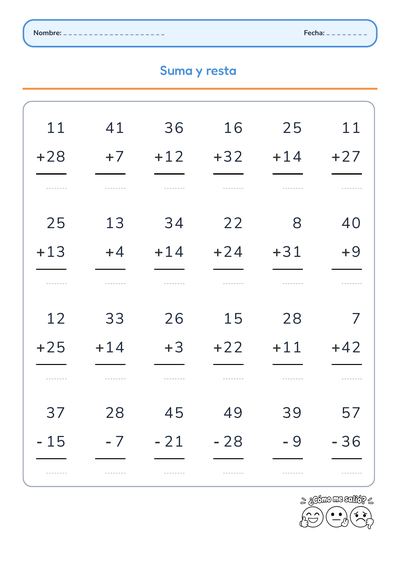 Nombre: Fecha:
Suma y resta
11 41 36 16 25 11
+28 +7 +12 +32 +14 +27
25 13 34 22 8 40
+13 +4 +14 +24 +31 +9
12 33 26 15 28 7
+25 +14 +3 +22 +11 +42
37 28 45 49 39 57
- 15 - 7 - 21 - 28 - 9 - 36
¿Cómo me salió?